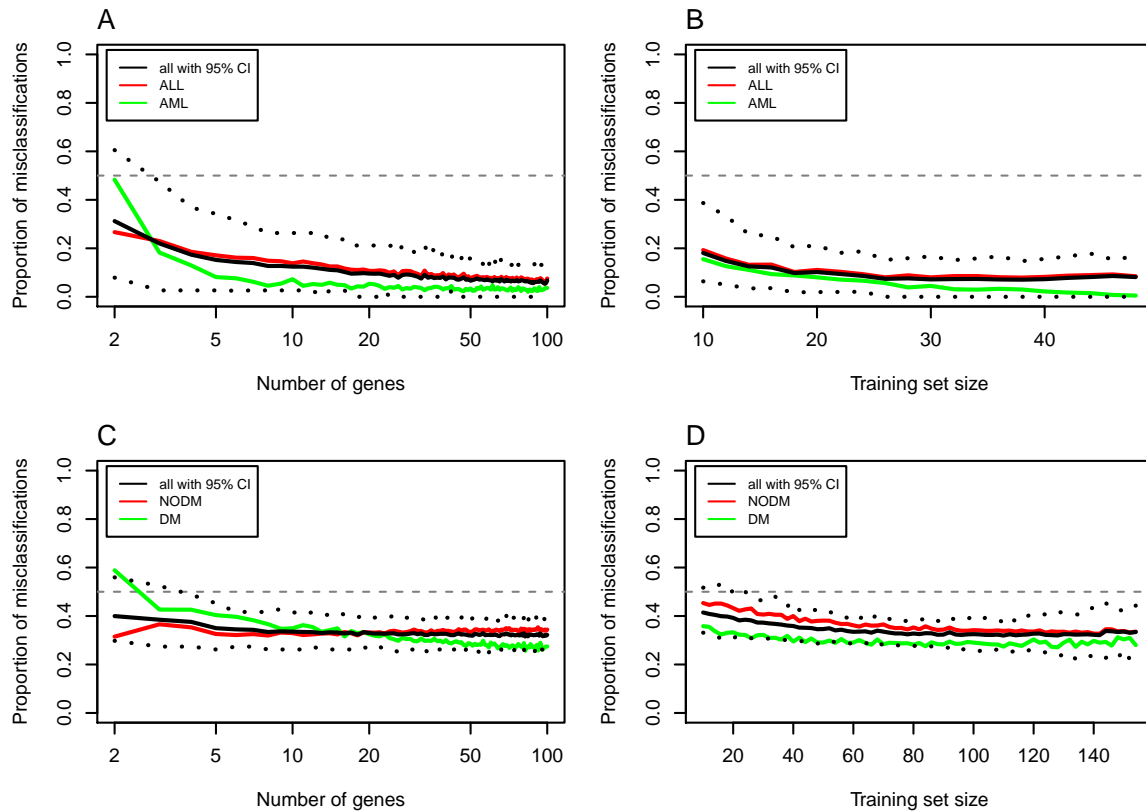 A
Proportion of misclassifications
1.0
0.8
0.6
0.4
0.2
0.0
all with 95% CI
ALL
AML
2 5 10 20 50 100
Number of genes
B
Proportion of misclassifications
1.0
0.8
0.6
0.4
0.2
0.0
all with 95% CI
ALL
AML
10 20 30 40
Training set size
C
Proportion of misclassifications
1.0
0.8
0.6
0.4
0.2
0.0
all with 95% CI
NODM
DM
2 5 10 20 50 100
Number of genes
D
Proportion of misclassifications
1.0
0.8
0.6
0.4
0.2
0.0
all with 95% CI
NODM
DM
20 40 60 80 100 120 140
Training set size